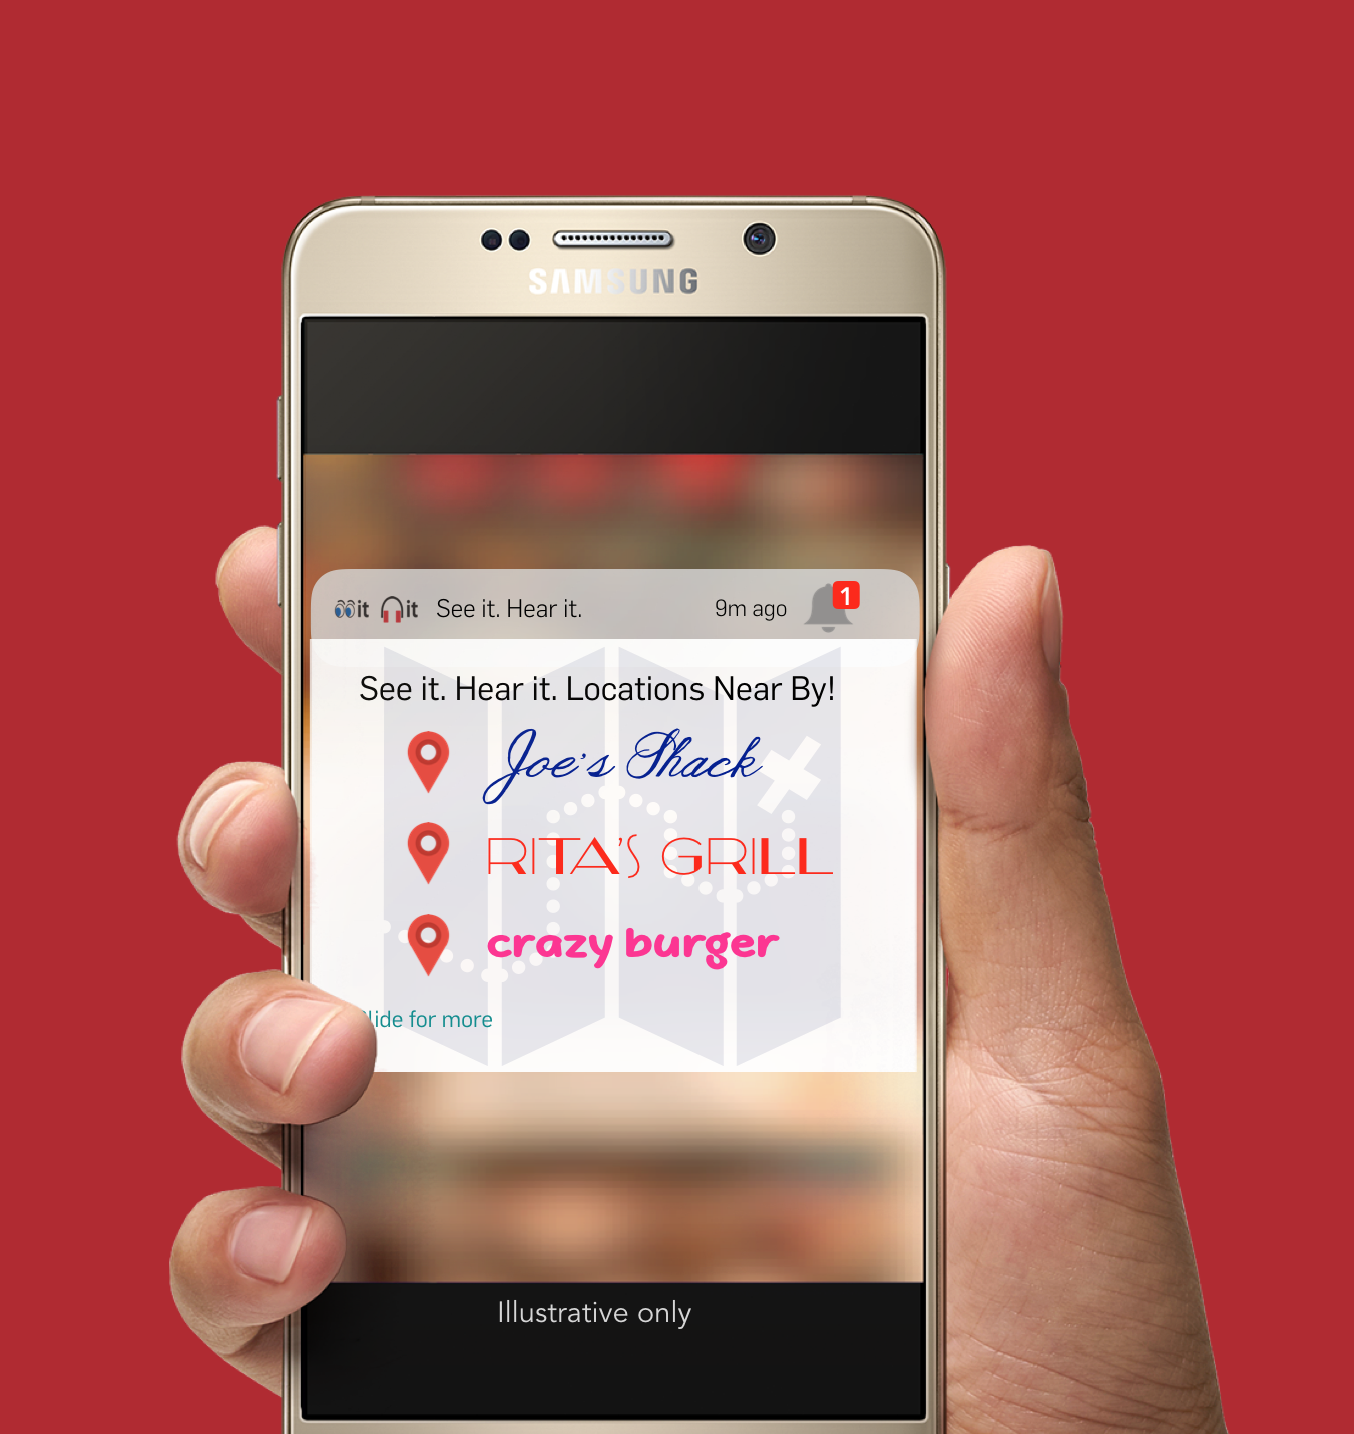 SAMSUNG
it it See it. Hear it. 9m ago 1
See it. Hear it. Locations Near By!
Joe's Shack
RITA'S GRILL
crazy burger
lide for more
Illustrative only